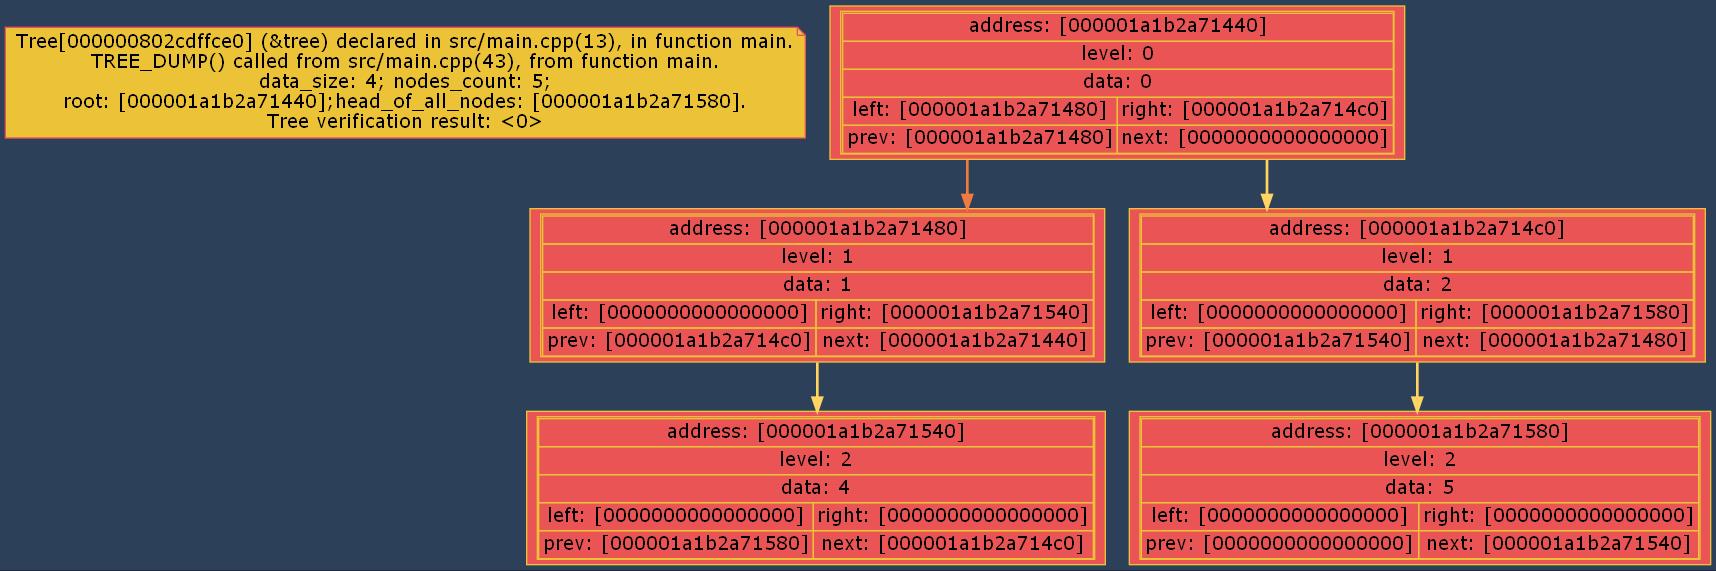 Tree[000000802cdffce0] (&tree) declared in src/main.cpp(13), in function main.
TREE_DUMP() called from src/main.cpp(43), from function main.
data_size: 4; nodes_count: 5;
root: [000001a1b2a71440];head_of_all_nodes: [000001a1b2a71580].
Tree verification result: <0>
address: [000001a1b2a71440]
level: 0
data: 0
left: [000001a1b2a71480] right: [000001a1b2a714c0]
prev: [000001a1b2a71480] next: [0000000000000000]
address: [000001a1b2a71480]
level: 1
data: 1
left: [0000000000000000] right: [000001a1b2a71540]
prev: [000001a1b2a714c0] next: [000001a1b2a71440]
address: [000001a1b2a714c0]
level: 1
data: 2
left: [0000000000000000] right: [000001a1b2a71580]
prev: [000001a1b2a71540] next: [000001a1b2a71480]
address: [000001a1b2a71540]
level: 2
data: 4
left: [0000000000000000] right: [0000000000000000]
prev: [000001a1b2a71580] next: [000001a1b2a714c0]
address: [000001a1b2a71580]
level: 2
data: 5
left: [0000000000000000] right: [0000000000000000]
prev: [0000000000000000] next: [000001a1b2a71540]